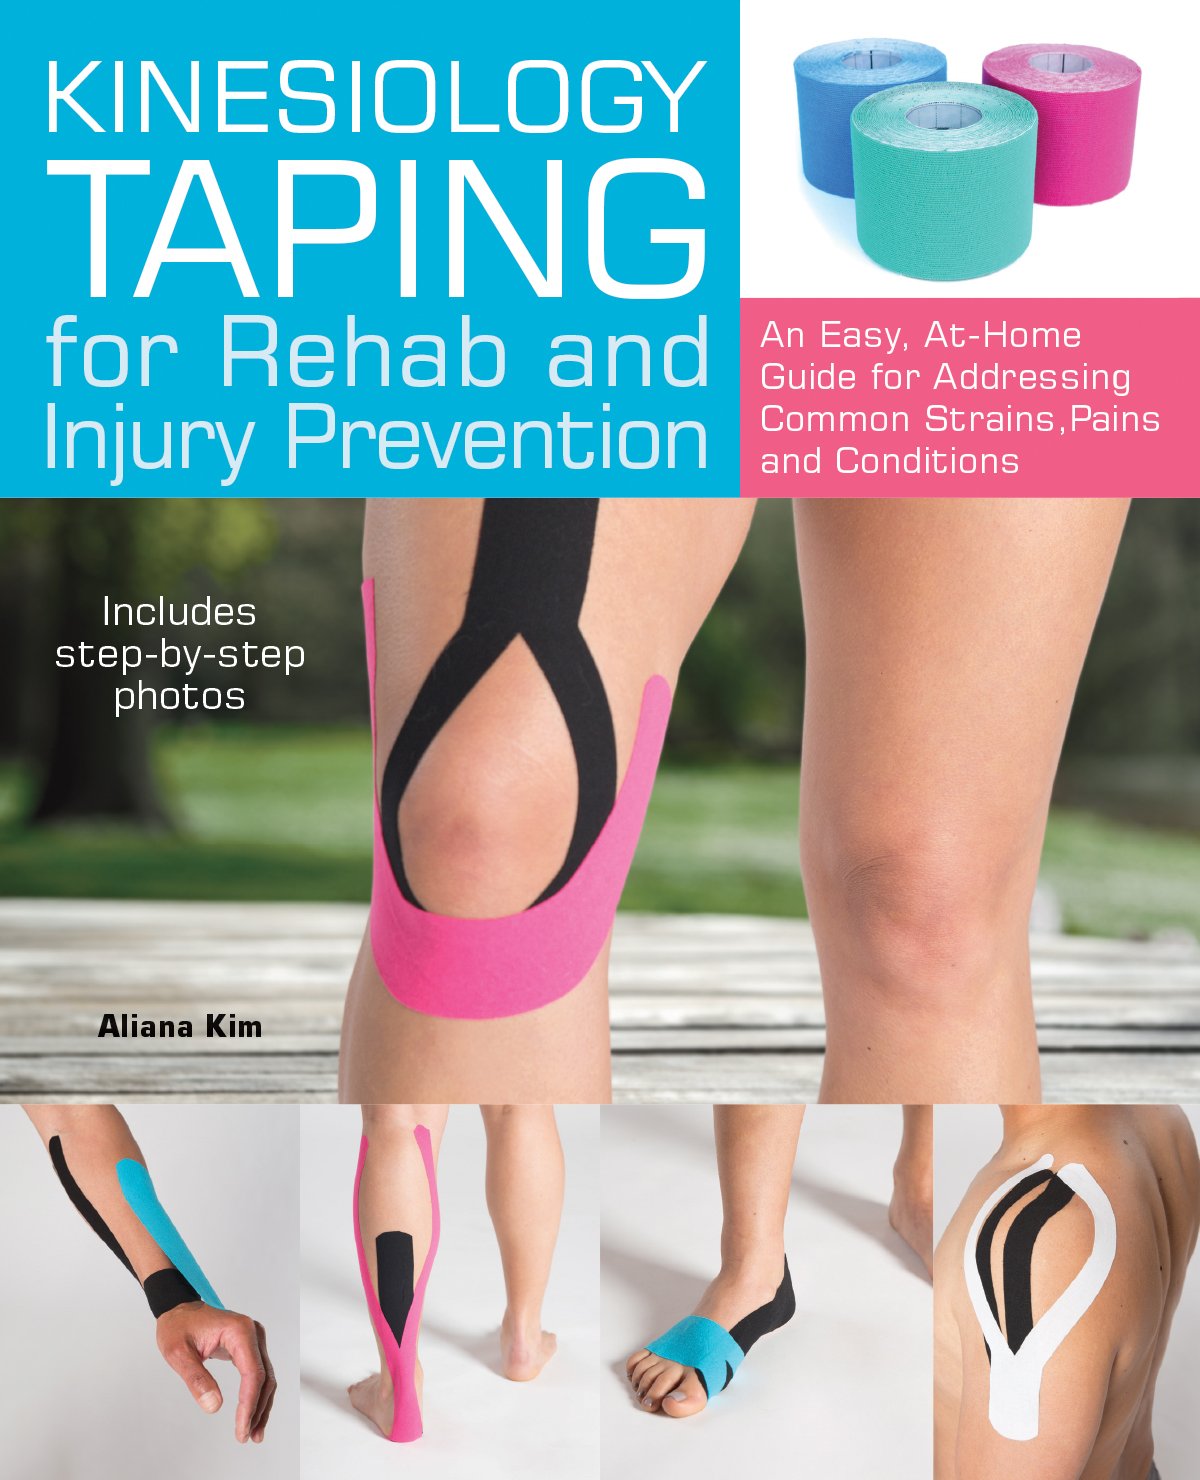 KINESIOLOGY
TAPING
for Rehab and
Injury Prevention
An Easy, At-Home
Guide for Addressing
Common Strains, Pains
and Conditions
Includes
step-by-step
photos
Aliana Kim